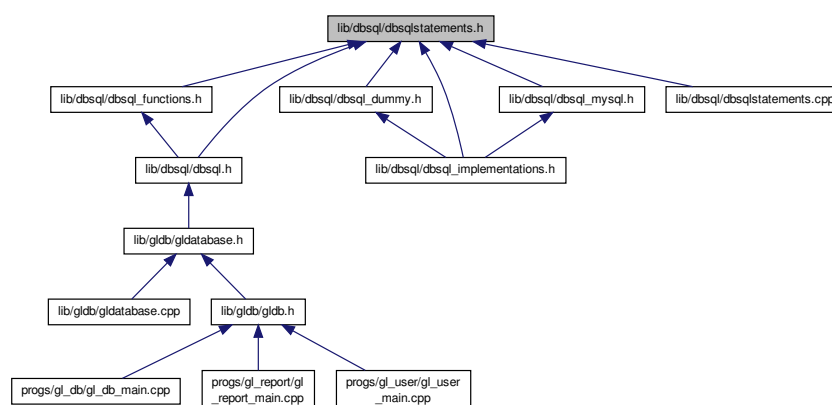 lib/dbsql/dbsqlstatements.h
lib/dbsql/dbsql_functions.h
lib/dbsql/dbsql_dummy.h
lib/dbsql/dbsql_mysql.h
lib/dbsql/dbsqlstatements.cpp
lib/dbsql/dbsql.h
lib/dbsql/dbsql_implementations.h
lib/gldb/gldatabase.h
lib/gldb/gldatabase.cpp
lib/gldb/gldb.h
progs/gl_db/gl_db_main.cpp
progs/gl_report/gl
_report_main.cpp
progs/gl_user/gl_user
_main.cpp